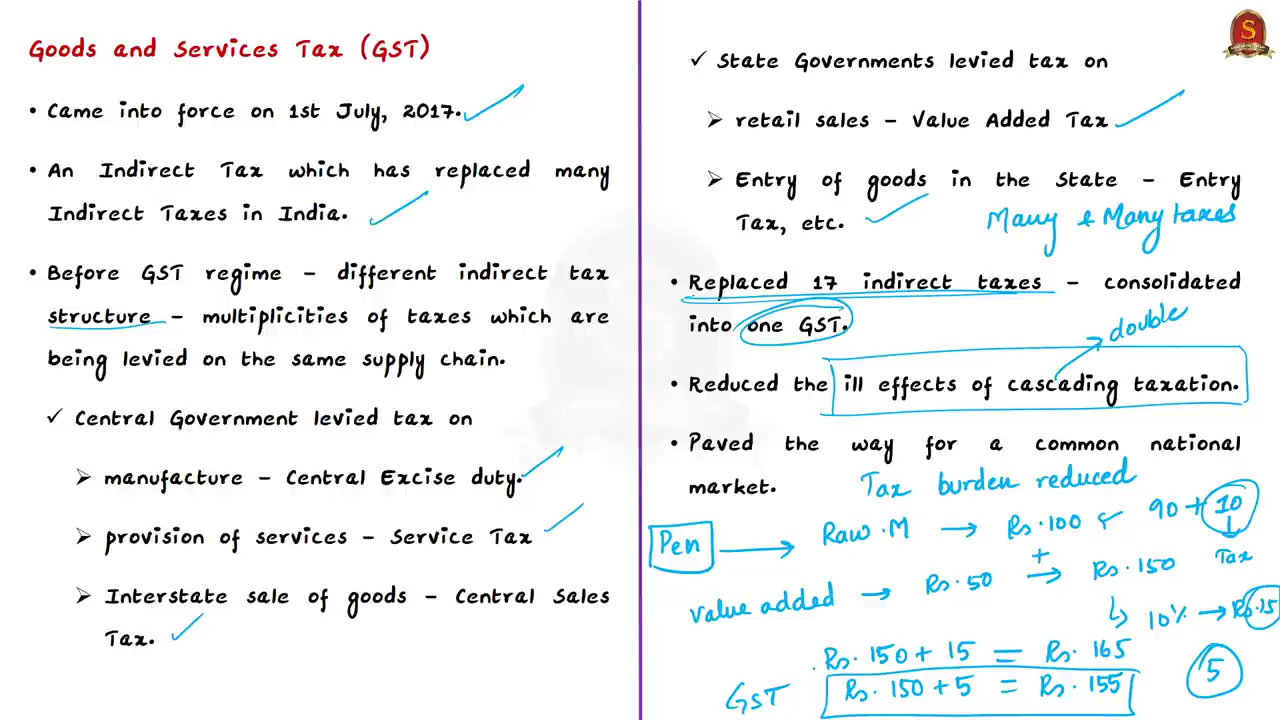 Goods and Services Tax (GST)
• Came into force on 1st July, 2017.
• An Indirect Tax which has replaced many
Indirect Taxes in India.
• Before GST regime – different indirect tax
structure – multiplicities of taxes which are
being levied on the same supply chain.
✓ Central Government levied tax on
➢ manufacture – Central Excise duty.
➢ provision of services – Service Tax
➢ Interstate sale of goods – Central Sales
Tax.
✓ State Governments levied tax on
➢ retail sales – Value Added Tax
➢ Entry of goods in the State – Entry
Tax, etc.
Many & Many taxes
• Replaced 17 indirect taxes – consolidated
into one GST.
double
• Reduced the ill effects of cascading taxation.
• Paved the way for a common national
market.
Tax burden reduced
Pen → Raw.M → Rs.100
90 + 10
↓
Tax
value added → Rs.50 + → Rs.150
↳ 10% → Rs.15
Rs.150 + 15 = Rs.165
GST Rs.150 + 5 = Rs.155
5
S